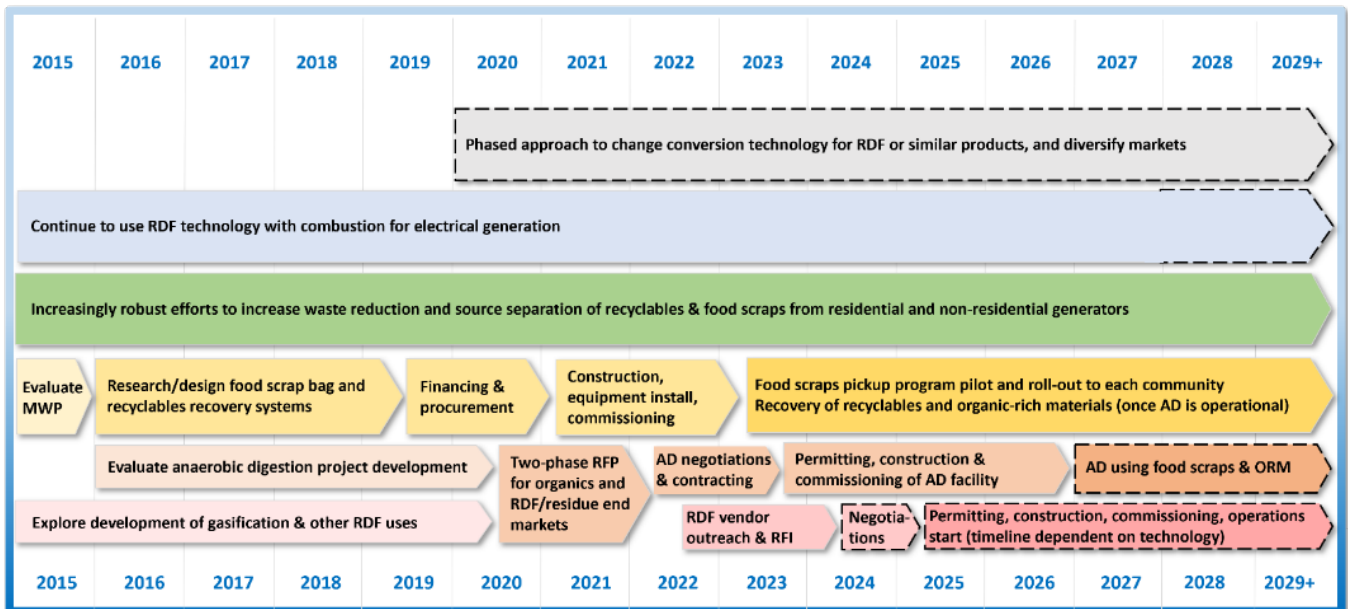 2015 2016 2017 2018 2019 2020 2021 2022 2023 2024 2025 2026 2027 2028 2029+
Phased approach to change conversion technology for RDF or similar products, and diversify markets
Continue to use RDF technology with combustion for electrical generation
Increasingly robust efforts to increase waste reduction and source separation of recyclables & food scraps from residential and non-residential generators
Evaluate
MWP
Research/design food scrap bag and
recyclables recovery systems
Financing &
procurement
Construction,
equipment install,
commissioning
Food scraps pickup program pilot and roll-out to each community
Recovery of recyclables and organic-rich materials (once AD is operational)
Evaluate anaerobic digestion project development
Two-phase RFP
for organics and
RDF/residue end
markets
AD negotiations
& contracting
Permitting, construction &
commissioning of AD facility
AD using food scraps & ORM
Explore development of gasification & other RDF uses
RDF vendor
outreach & RFI
Negotia-
tions
Permitting, construction, commissioning, operations
start (timeline dependent on technology)
2015 2016 2017 2018 2019 2020 2021 2022 2023 2024 2025 2026 2027 2028 2029+